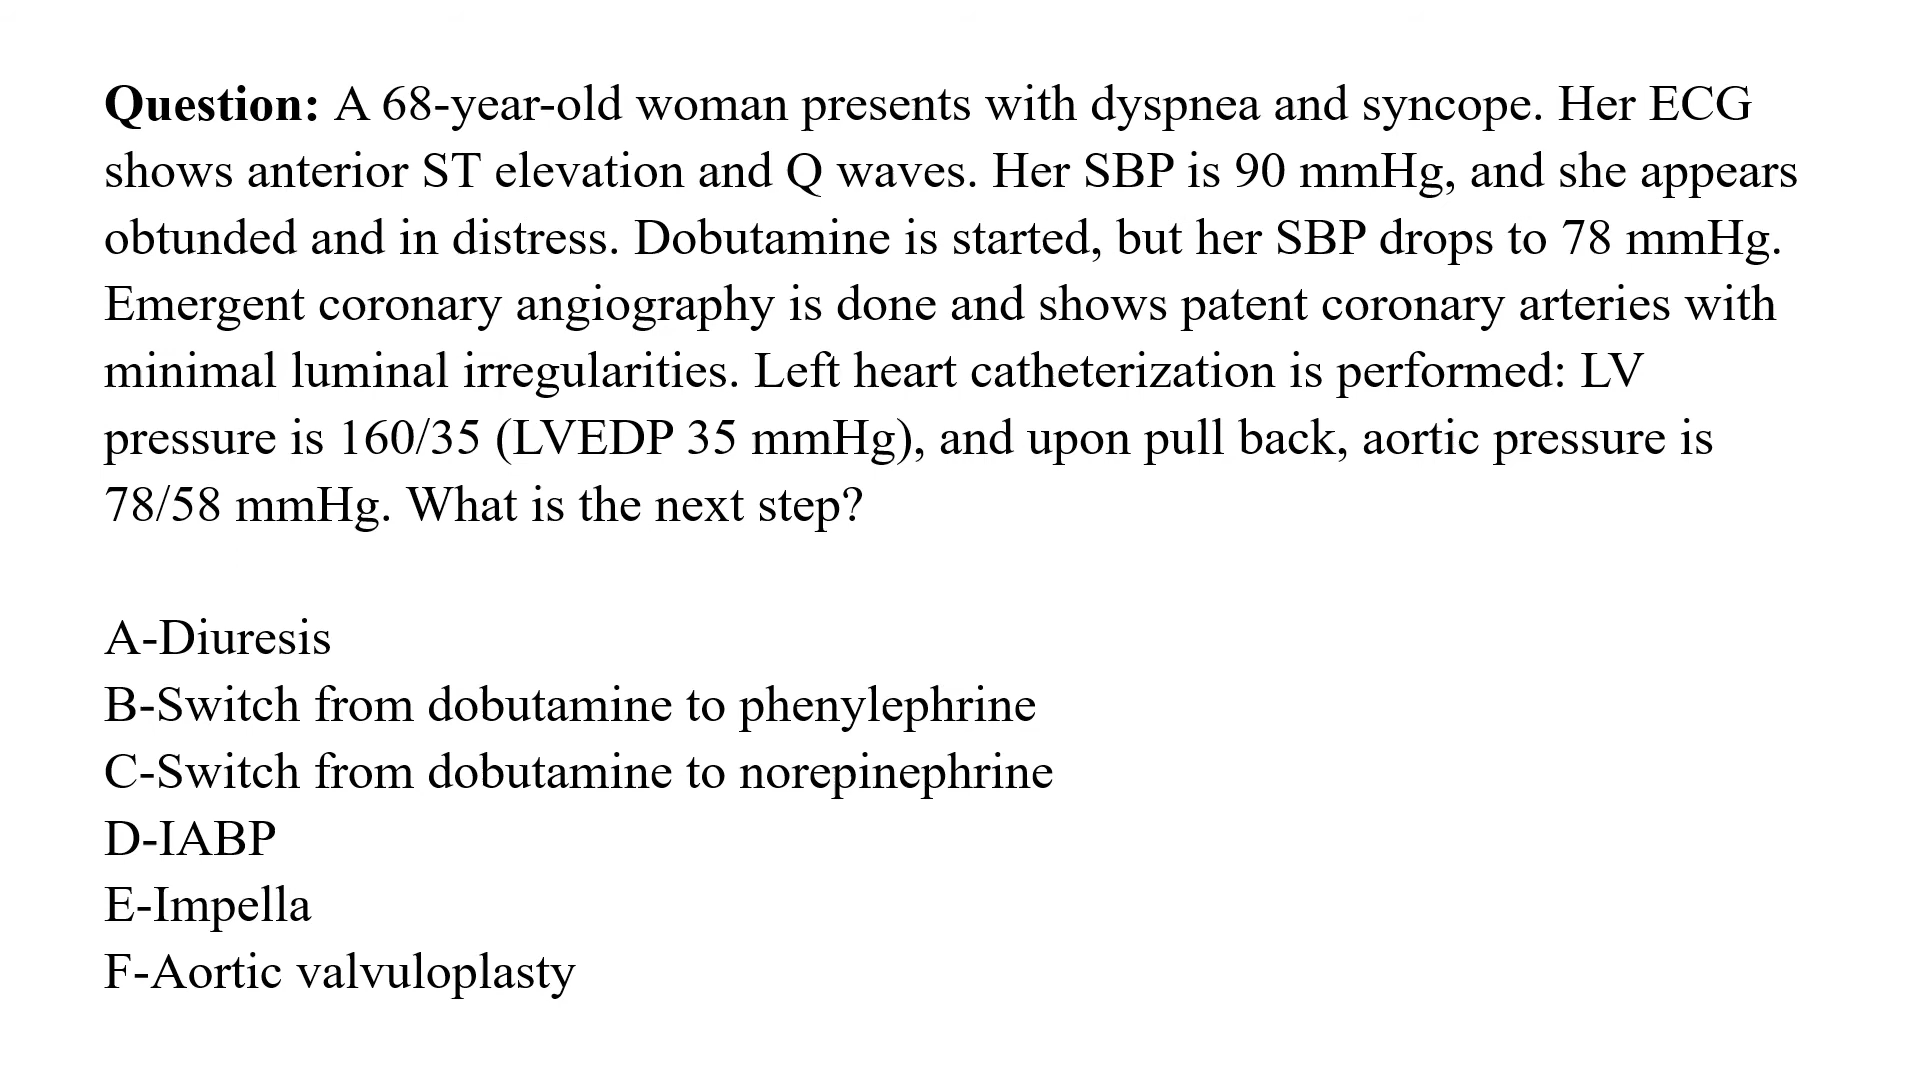 Question: A 68-year-old woman presents with dyspnea and syncope. Her ECG
shows anterior ST elevation and Q waves. Her SBP is 90 mmHg, and she appears
obtunded and in distress. Dobutamine is started, but her SBP drops to 78 mmHg.
Emergent coronary angiography is done and shows patent coronary arteries with
minimal luminal irregularities. Left heart catheterization is performed: LV
pressure is 160/35 (LVEDP 35 mmHg), and upon pull back, aortic pressure is
78/58 mmHg. What is the next step?
A-Diuresis
B-Switch from dobutamine to phenylephrine
C-Switch from dobutamine to norepinephrine
D-IABP
E-Impella
F-Aortic valvuloplasty